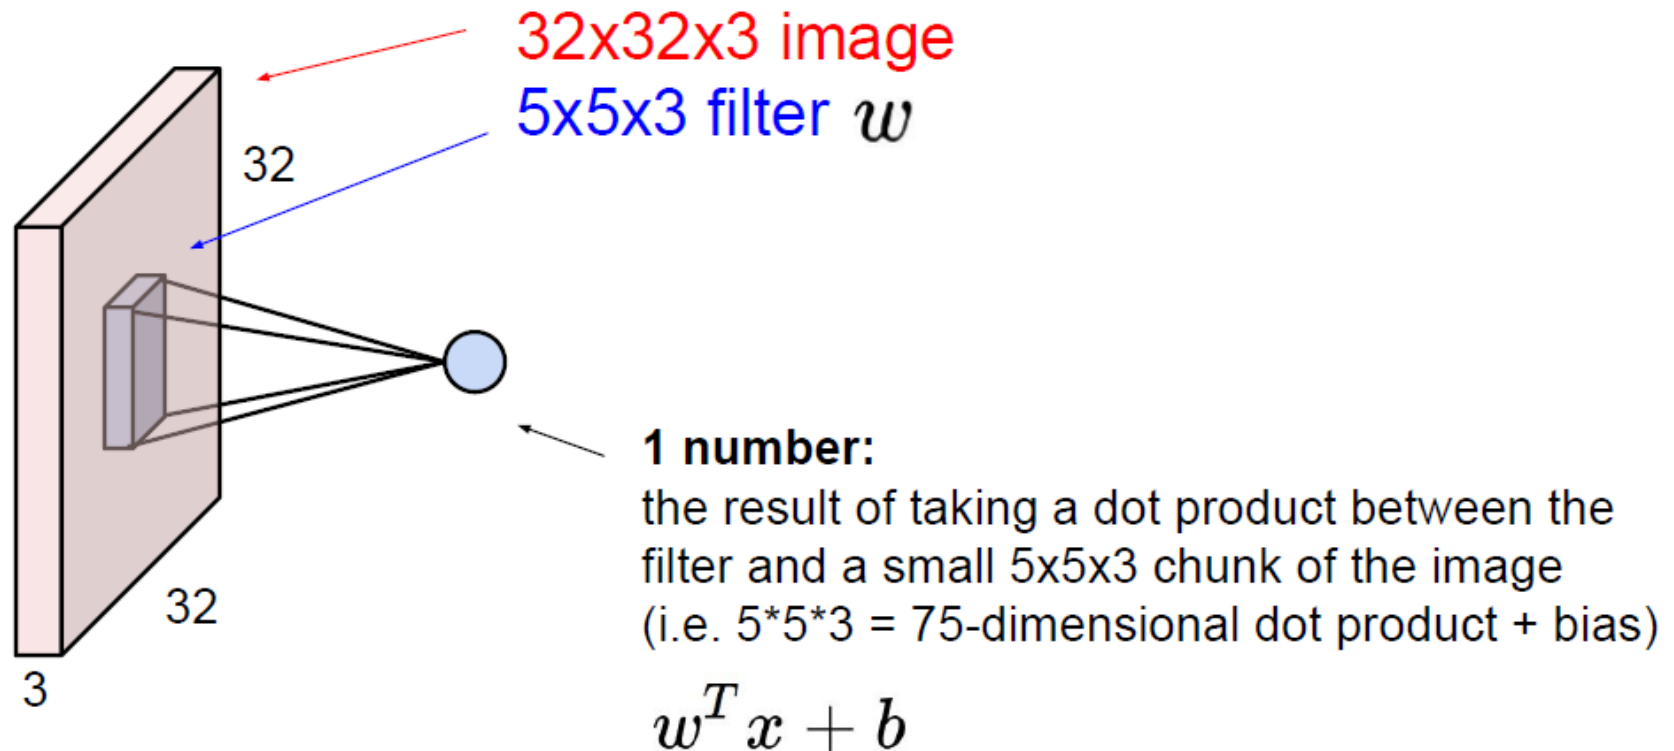 32x32x3 image
5x5x3 filter w
32
32
3
1 number:
the result of taking a dot product between the
filter and a small 5x5x3 chunk of the image
(i.e. 5*5*3 = 75-dimensional dot product + bias)
w^T x + b